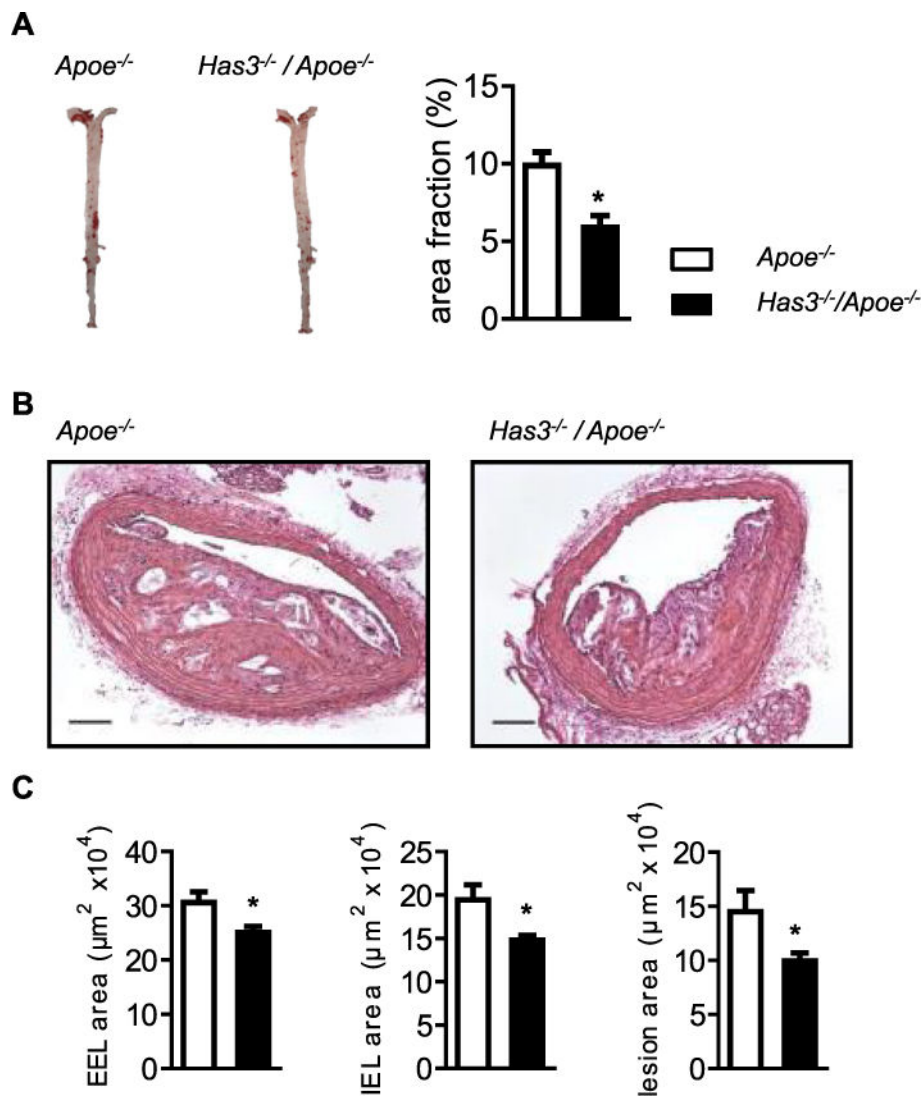 A
Apoe-/-
Has3-/- / Apoe-/-
area fraction (%)
15
10
5
0
*
Apoe-/-
Has3-/-/Apoe-/-
B
Apoe-/-
Has3-/- / Apoe-/-
C
EEL area (µm² x10⁴)
40
30
20
10
0
*
IEL area (µm² x 10⁴)
25
20
15
10
5
0
*
lesion area (µm² x 10⁴)
20
15
10
5
0
*